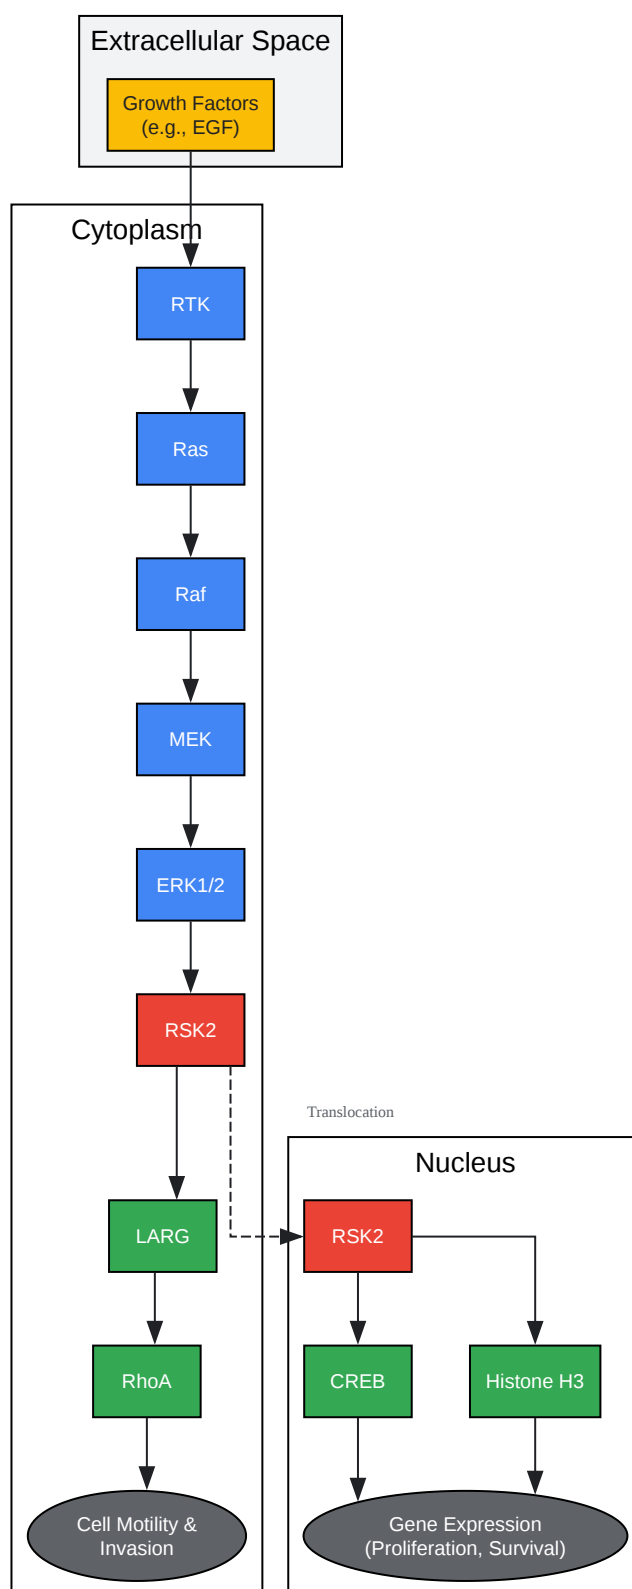 Extracellular Space
Growth Factors
(e.g., EGF)
Cytoplasm
RTK
Ras
Raf
MEK
ERK1/2
RSK2
Translocation
Nucleus
LARG
RSK2
RhoA
CREB
Histone H3
Cell Motility &
Invasion
Gene Expression
(Proliferation, Survival)